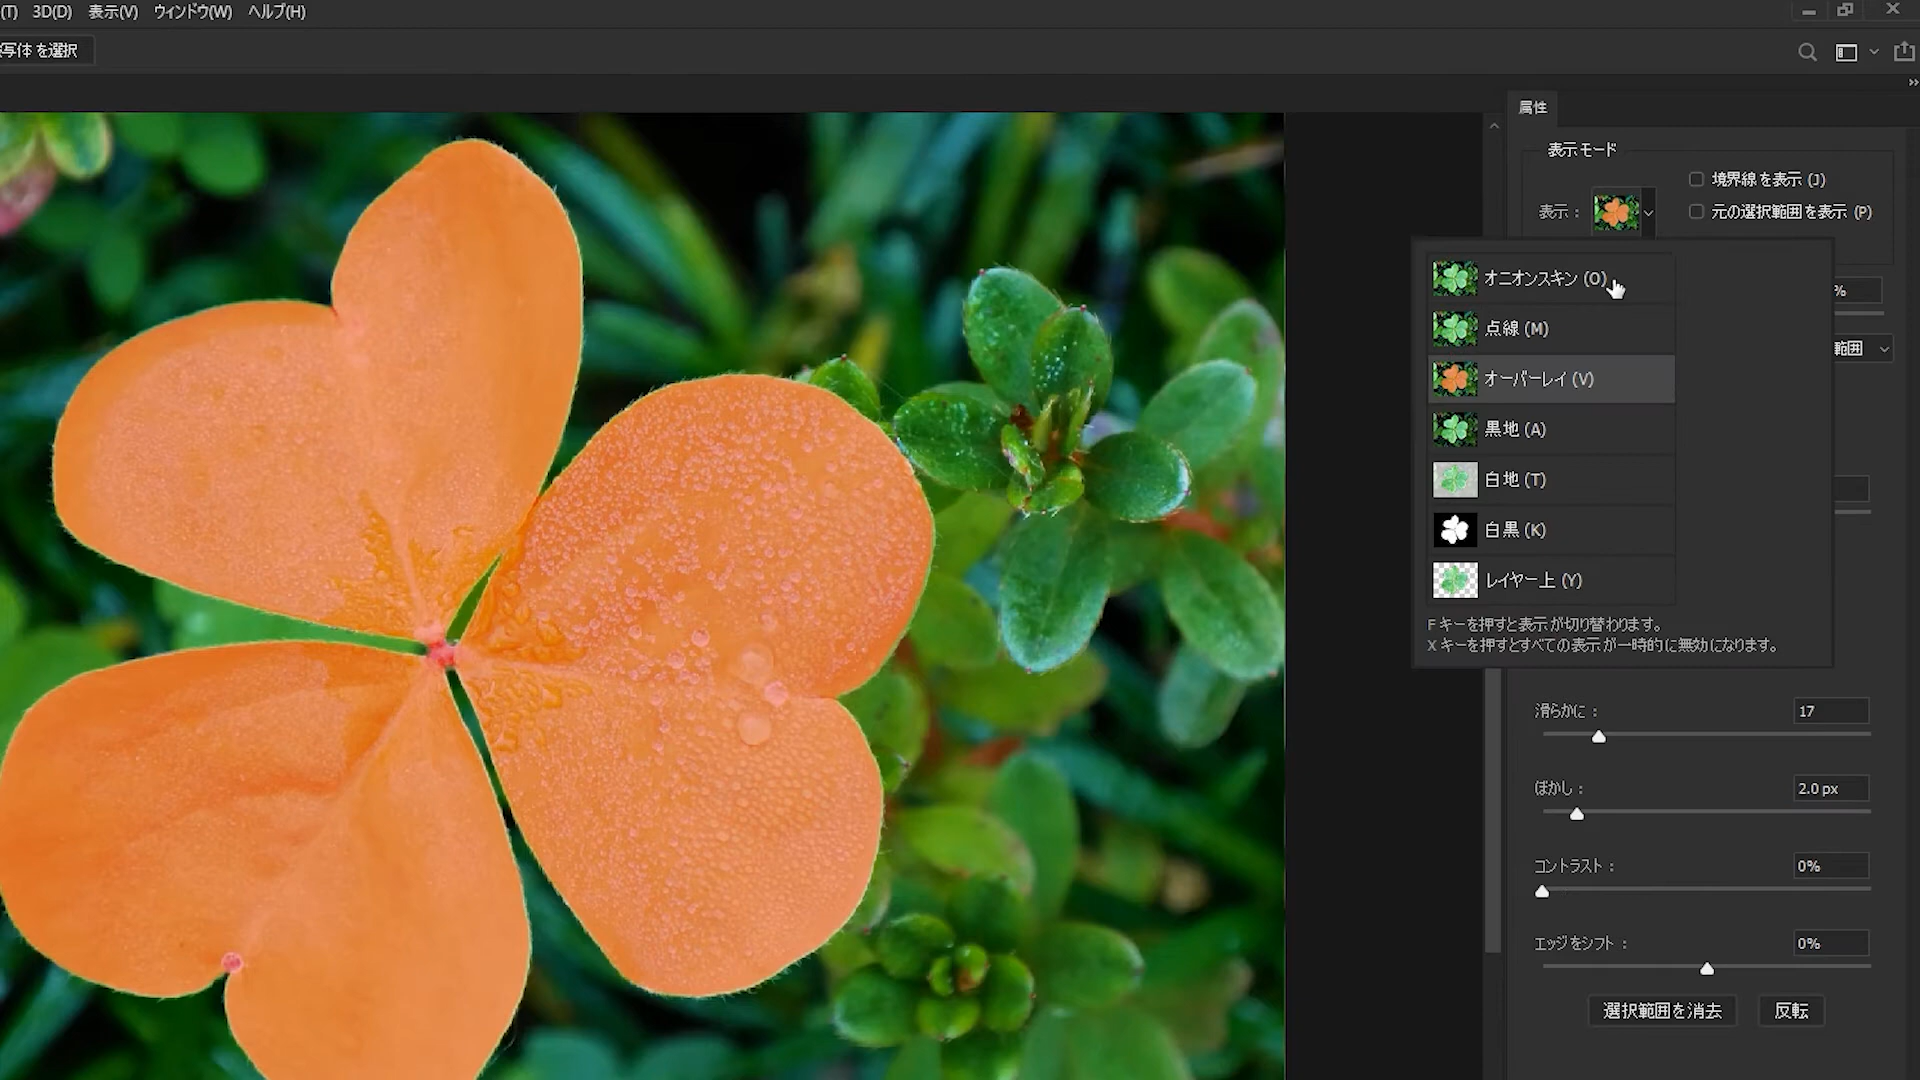 (T) 3D(D) 表示(V) ウィンドウ(W) ヘルプ(H)
写体 を選択
属性
表示モード
境界線を表示 (J)
表示 :
元の選択範囲を表示 (P)
オニオンスキン (O)
%
点線 (M)
範囲
オーバーレイ (V)
黒地 (A)
白地 (T)
白黒 (K)
レイヤー上 (Y)
F キーを押すと表示が切り替わります。
X キーを押すとすべての表示が一時的に無効になります。
滑らかに : 17
ぼかし : 2.0 px
コントラスト : 0%
エッジをシフト : 0%
選択範囲を消去 反転